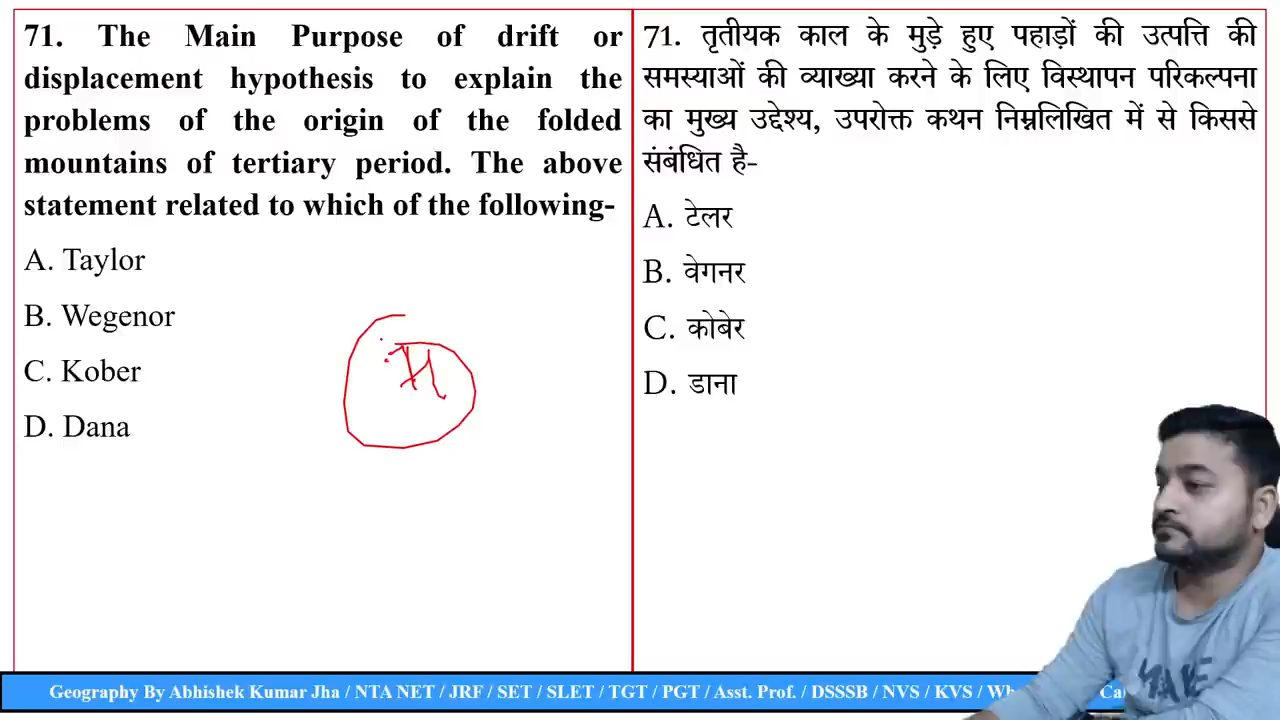 71. The Main Purpose of drift or
displacement hypothesis to explain the
problems of the origin of the folded
mountains of tertiary period. The above
statement related to which of the following-
A. Taylor
B. Wegenor
C. Kober
D. Dana
71. तृतीयक काल के मुड़े हुए पहाड़ों की उत्पत्ति की
समस्याओं की व्याख्या करने के लिए विस्थापन परिकल्पना
का मुख्य उद्देश्य, उपरोक्त कथन निम्नलिखित में से किससे
संबंधित है-
A. टेलर
B. वेगनर
C. कोबेर
D. डाना
Geography By Abhishek Kumar Jha / NTA NET / JRF / SET / SLET / TGT / PGT / Asst. Prof. / DSSSB / NVS / KVS /